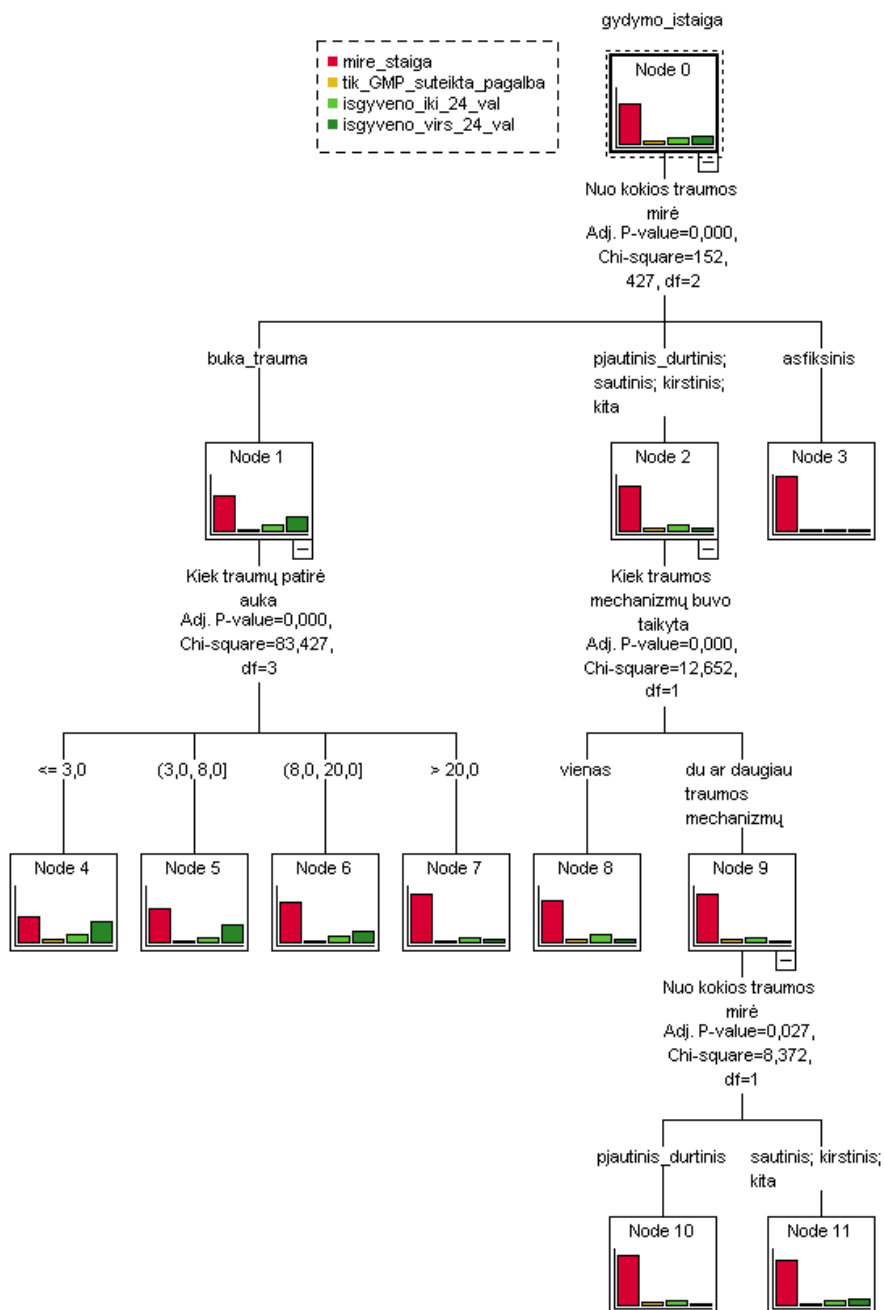 gydymo_istaiga
mire_staiga
tik_GMP_suteikta_pagalba
isgyveno_iki_24_val
isgyveno_virs_24_val
Node 0
Nuo kokios traumos
mirė
Adj. P-value=0,000,
Chi-square=152,
427, df=2
buka_trauma
pjautinis_durtinis;
sautinis; kirstinis;
kita
asfiksinis
Node 1
Node 2
Node 3
Kiek traumų patirė
auka
Adj. P-value=0,000,
Chi-square=83,427,
df=3
Kiek traumos
mechanizmų buvo
taikyta
Adj. P-value=0,000,
Chi-square=12,652,
df=1
<= 3,0
(3,0, 8,0]
(8,0, 20,0]
> 20,0
vienas
du ar daugiau
traumos
mechanizmų
Node 4
Node 5
Node 6
Node 7
Node 8
Node 9
Nuo kokios traumos
mirė
Adj. P-value=0,027,
Chi-square=8,372,
df=1
pjautinis_durtinis
sautinis; kirstinis;
kita
Node 10
Node 11